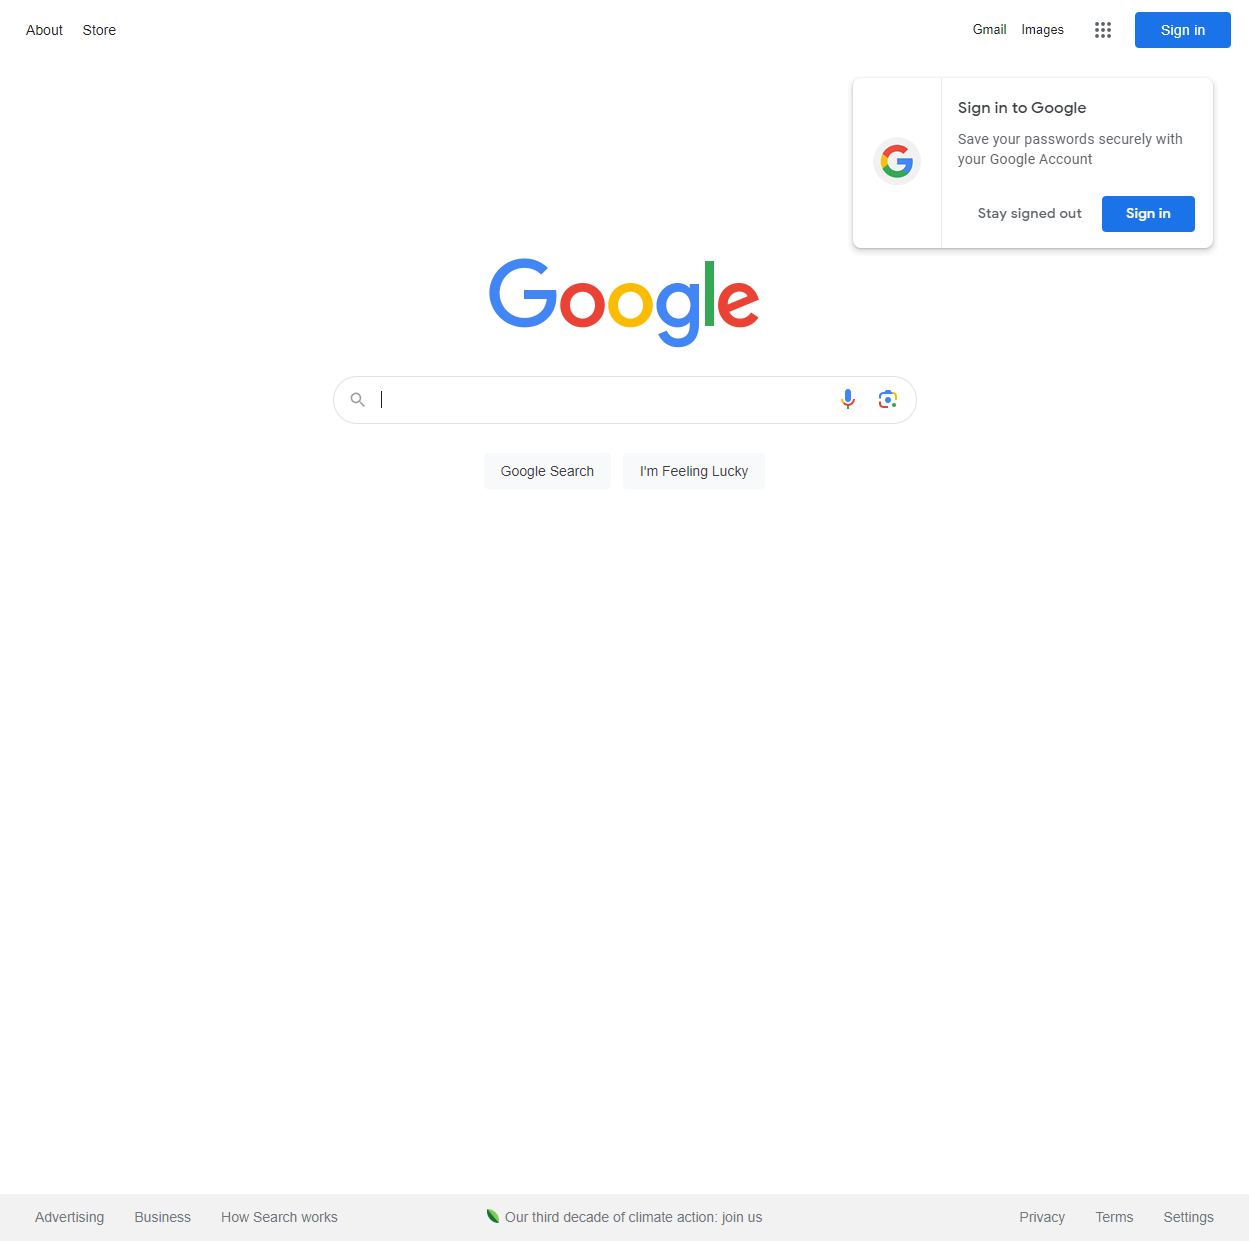 About Store
Gmail Images Sign in
Sign in to Google
Save your passwords securely with
your Google Account
Stay signed out Sign in
Google
Google Search I'm Feeling Lucky
Advertising Business How Search works Our third decade of climate action: join us Privacy Terms Settings